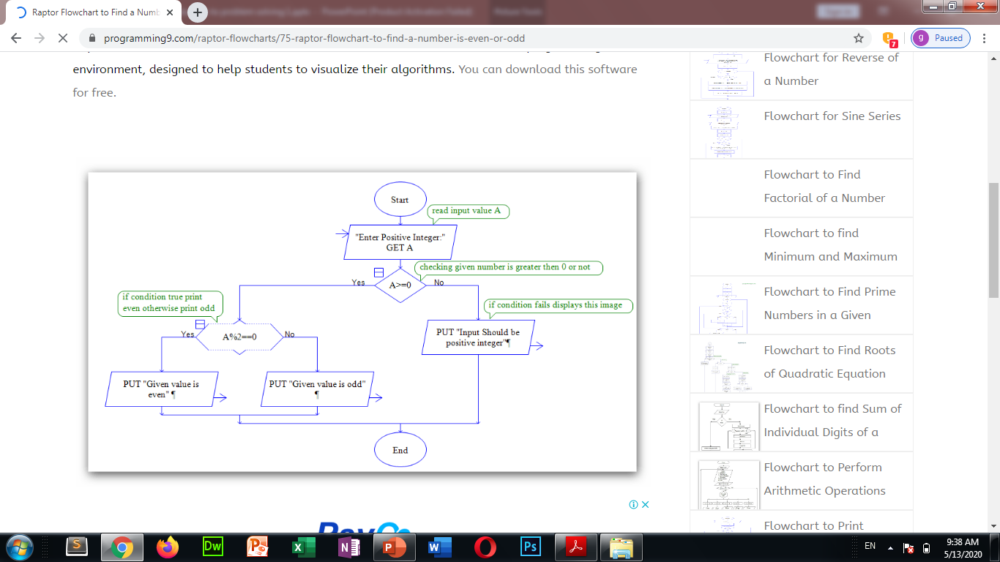 Raptor Flowchart to Find a Numb
programming9.com/raptor-flowcharts/75-raptor-flowchart-to-find-a-number-is-even-or-odd
7
g
Paused
environment, designed to help students to visualize their algorithms. You can download this software
for free.
Start
read input value A
"Enter Positive Integer:"
GET A
checking given number is greater then 0 or not
Yes
A>=0
No
if condition true print
even otherwise print odd
if condition fails displays this image
Yes
A%2==0
No
PUT "Input Should be
positive integer"¶
PUT "Given value is
even" ¶
PUT "Given value is odd"
¶
End
Flowchart for Reverse of
a Number
Flowchart for Sine Series
Flowchart to Find
Factorial of a Number
Flowchart to find
Minimum and Maximum
Flowchart to Find Prime
Numbers in a Given
Flowchart to Find Roots
of Quadratic Equation
Flowchart to find Sum of
Individual Digits of a
Flowchart to Perform
Arithmetic Operations
Flowchart to Print
S
Dw
P
X
N
P
W
Ps
EN
9:38 AM
5/13/2020